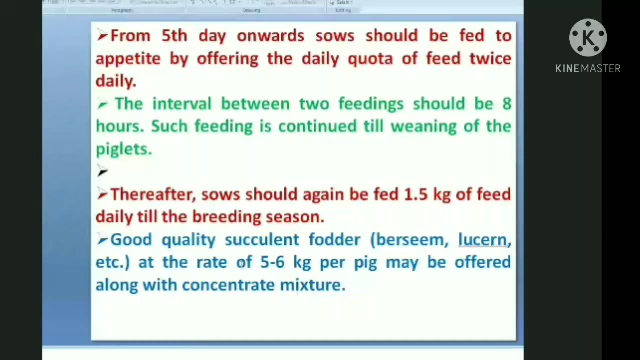 ➢From 5th day onwards sows should be fed to
appetite by offering the daily quota of feed twice
daily.
➢ The interval between two feedings should be 8
hours. Such feeding is continued till weaning of the
piglets.
➢
➢Thereafter, sows should again be fed 1.5 kg of feed
daily till the breeding season.
➢Good quality succulent fodder (berseem, lucern,
etc.) at the rate of 5-6 kg per pig may be offered
along with concentrate mixture.
KINEMASTER